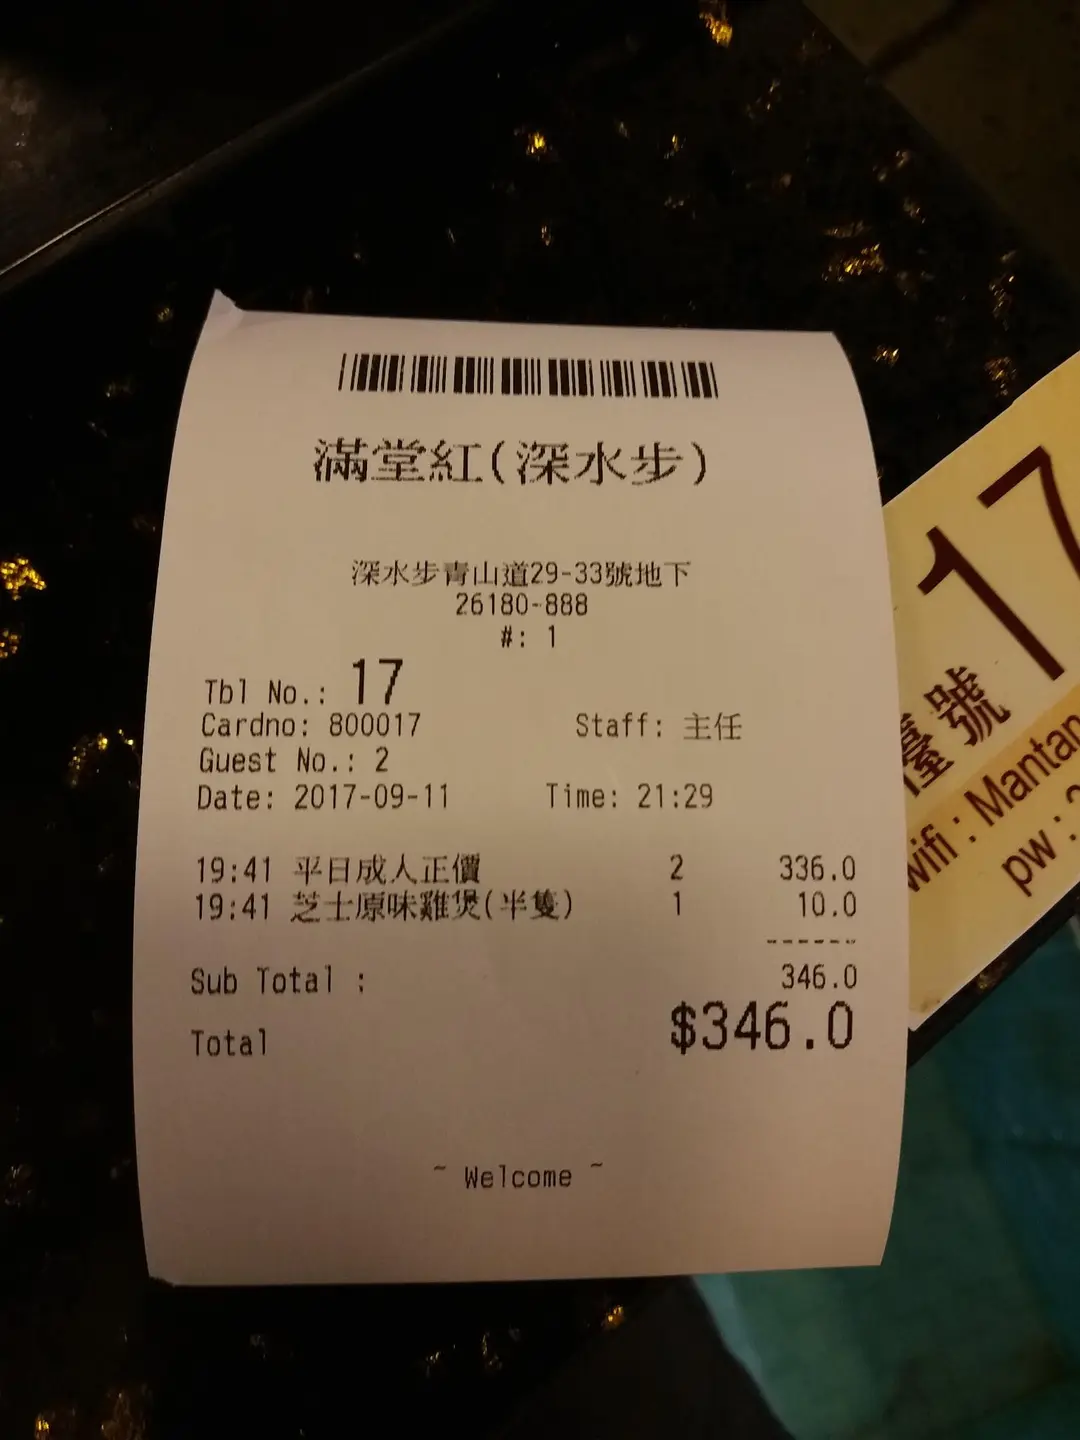 滿堂紅(深水步)
深水步青山道29-33號地下
26180-888
#: 1
Tbl No.: 17
Cardno: 800017 Staff: 主任
Guest No.: 2
Date: 2017-09-11 Time: 21:29
19:41 平日成人正價 2 336.0
19:41 芝士原味雞煲(半隻) 1 10.0
------
Sub Total : 346.0
Total $346.0
~ Welcome ~
17
檯號
wifi : Mantan
pw :